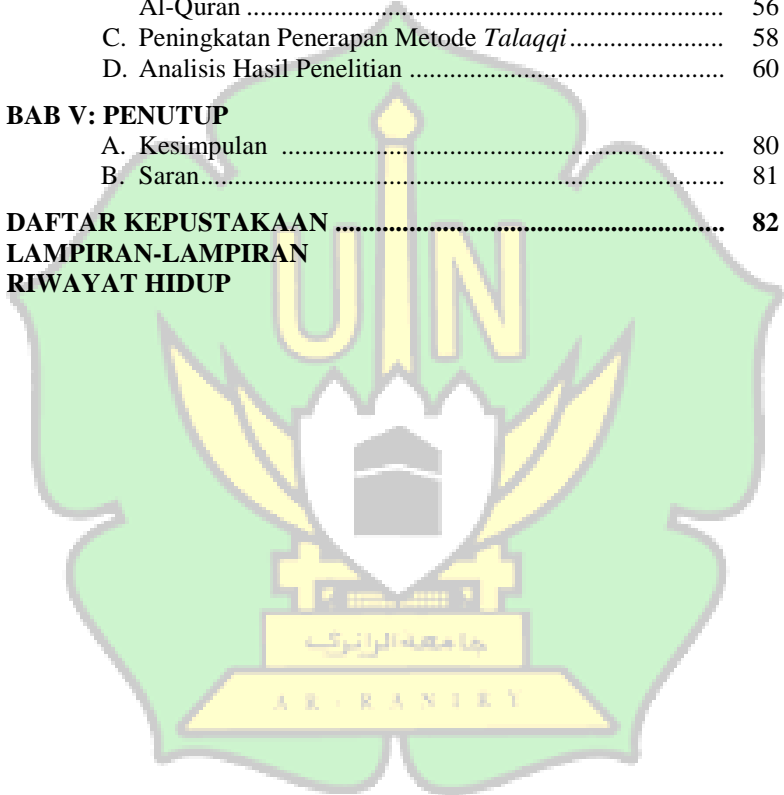 Al-Quran ........................................................................ 56
C. Peningkatan Penerapan Metode Talaqqi ....................... 58
D. Analisis Hasil Penelitian ............................................... 60
BAB V: PENUTUP
A. Kesimpulan .................................................................. 80
B. Saran.............................................................................. 81
DAFTAR KEPUSTAKAAN ......................................................... 82
LAMPIRAN-LAMPIRAN
RIWAYAT HIDUP
UIN
جامعة الرانري
AR-RANIRY